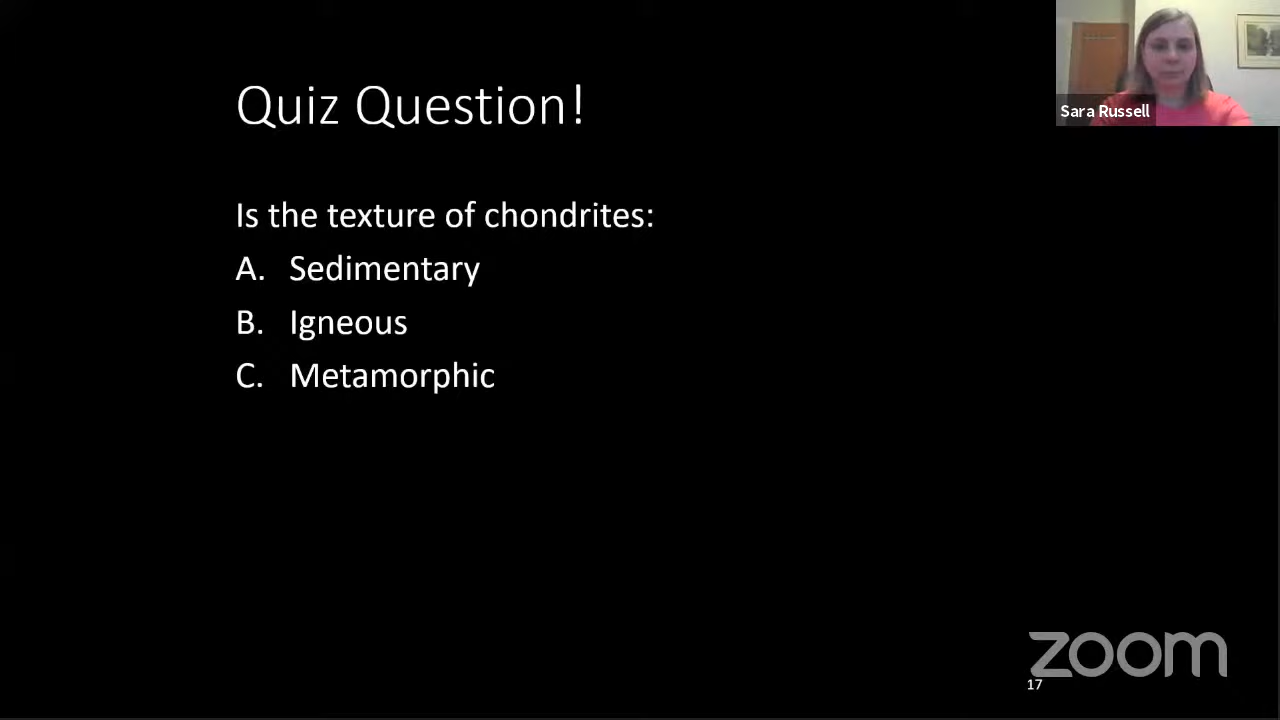 Quiz Question!
Sara Russell
Is the texture of chondrites:
A. Sedimentary
B. Igneous
C. Metamorphic
zoom
17